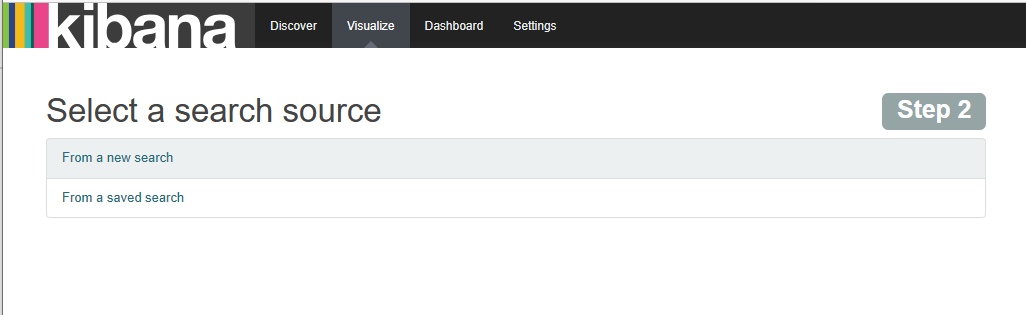 kibana Discover Visualize Dashboard Settings
Select a search source Step 2
From a new search
From a saved search